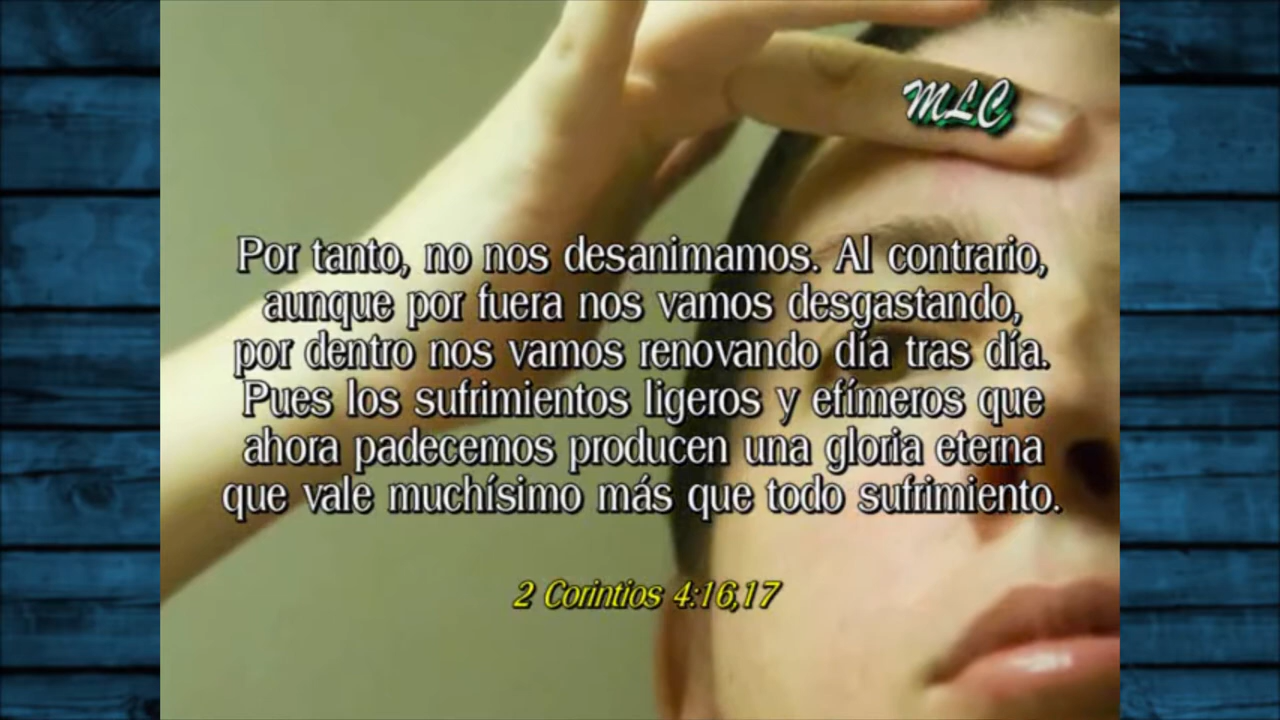 MLC
Por tanto, no nos desanimamos. Al contrario,
aunque por fuera nos vamos desgastando,
por dentro nos vamos renovando día tras día.
Pues los sufrimientos ligeros y efímeros que
ahora padecemos producen una gloria eterna
que vale muchísimo más que todo sufrimiento.
2 Corintios 4:16,17